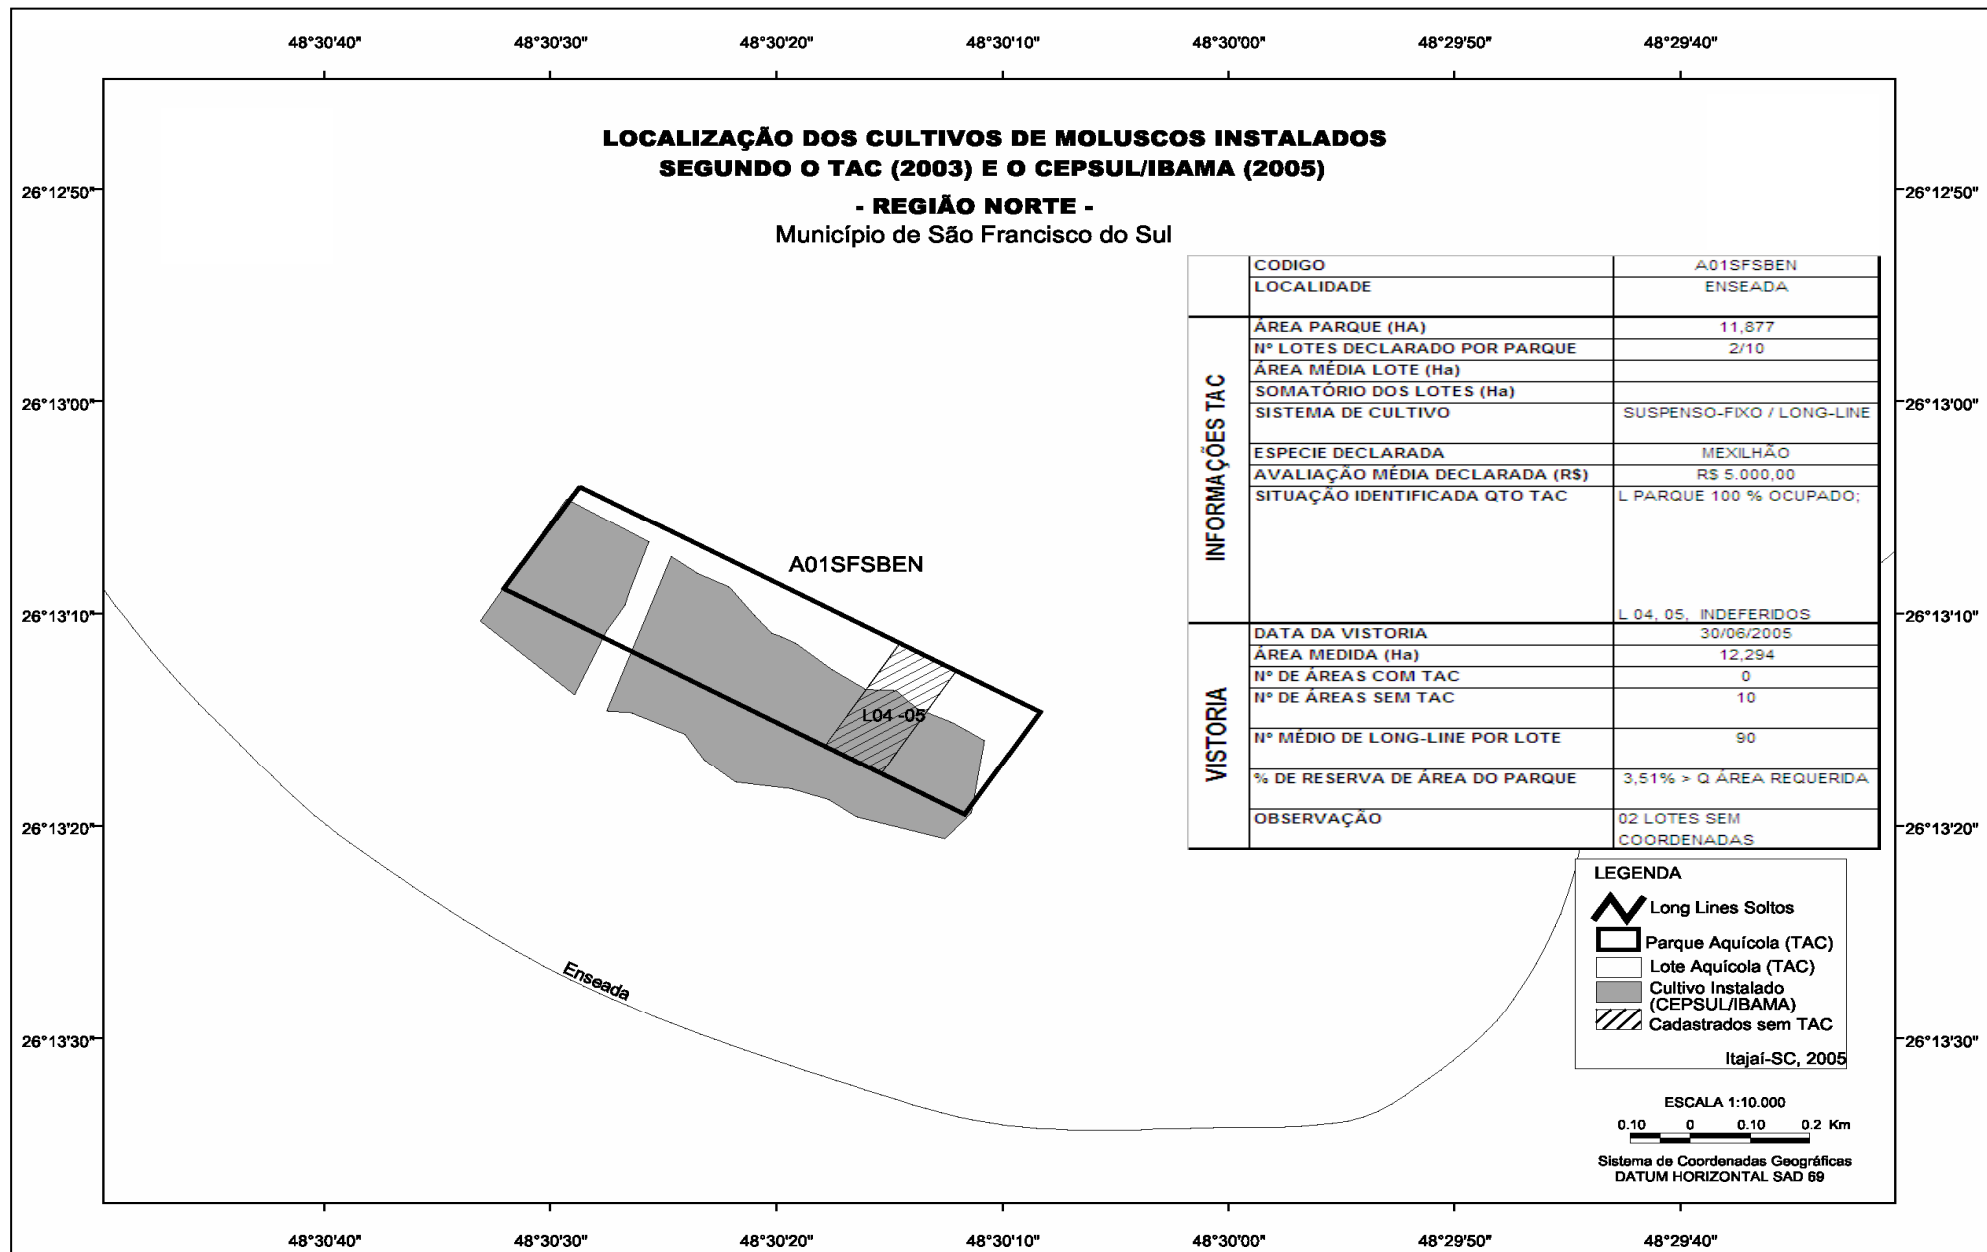 48°30'40"
48°30'30"
48°30'20"
48°30'10"
48°30'00"
48°29'50"
48°29'40"
LOCALIZAÇÃO DOS CULTIVOS DE MOLUSCOS INSTALADOS
SEGUNDO O TAC (2003) E O CEPSUL/IBAMA (2005)
- REGIÃO NORTE -
Município de São Francisco do Sul
26°12'50"
26°12'50"
26°13'00"
26°13'00"
26°13'10"
26°13'10"
26°13'20"
26°13'20"
26°13'30"
26°13'30"
CODIGO A01SFSBEN
LOCALIDADE ENSEADA
INFORMAÇÕES TAC
ÁREA PARQUE (HA) 11,877
Nº LOTES DECLARADO POR PARQUE 2/10
ÁREA MÉDIA LOTE (Ha)
SOMATÓRIO DOS LOTES (Ha)
SISTEMA DE CULTIVO SUSPENSO-FIXO / LONG-LINE
ESPECIE DECLARADA MEXILHÃO
AVALIAÇÃO MÉDIA DECLARADA (R$) R$ 5.000,00
SITUAÇÃO IDENTIFICADA QTO TAC L PARQUE 100 % OCUPADO;
L 04, 05, INDEFERIDOS
VISTORIA
DATA DA VISTORIA 30/06/2005
ÁREA MEDIDA (Ha) 12,294
Nº DE ÁREAS COM TAC 0
Nº DE ÁREAS SEM TAC 10
Nº MÉDIO DE LONG-LINE POR LOTE 90
% DE RESERVA DE ÁREA DO PARQUE 3,51% > Q ÁREA REQUERIDA
OBSERVAÇÃO 02 LOTES SEM
COORDENADAS
A01SFSBEN
L04 -05
Enseada
LEGENDA
Long Lines Soltos
Parque Aquícola (TAC)
Lote Aquícola (TAC)
Cultivo Instalado
(CEPSUL/IBAMA)
Cadastrados sem TAC
Itajaí-SC, 2005
ESCALA 1:10.000
0.10 0 0.10 0.2 Km
Sistema de Coordenadas Geográficas
DATUM HORIZONTAL SAD 69
48°30'40"
48°30'30"
48°30'20"
48°30'10"
48°30'00"
48°29'50"
48°29'40"